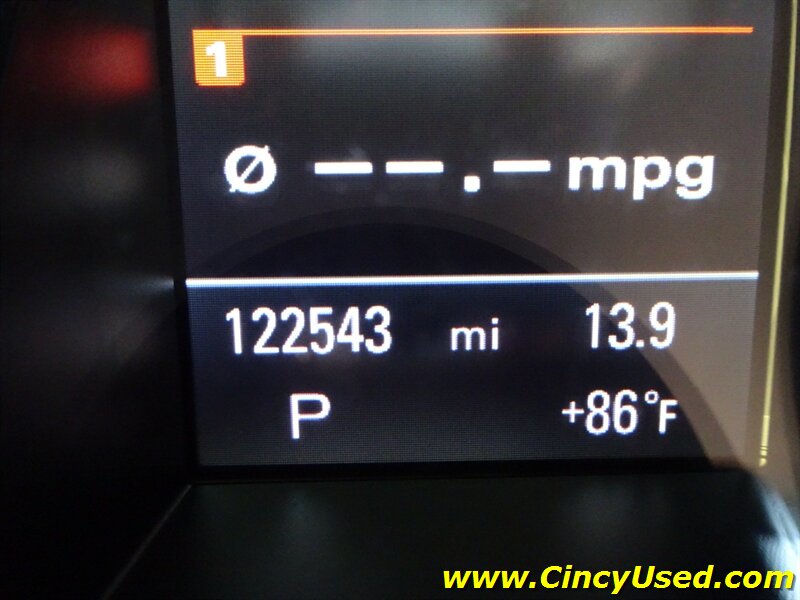 1
Ø --.- mpg
122543 mi 13.9
P +86°F
www.CincyUsed.com